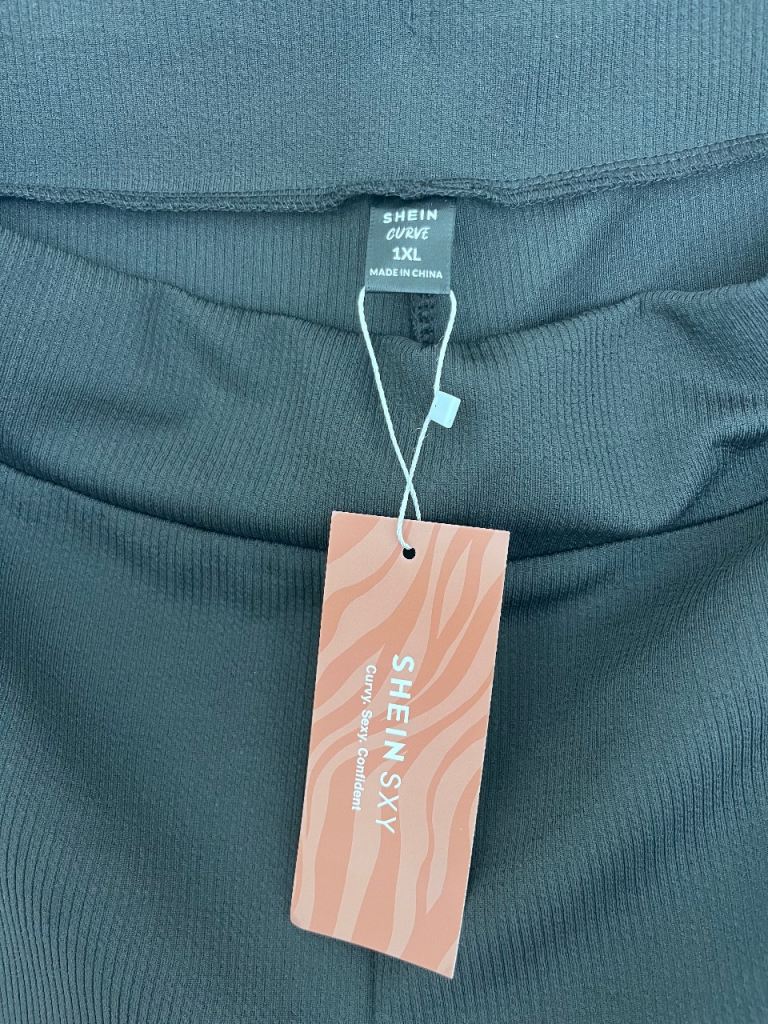 SHEIN
CURVE
1XL
MADE IN CHINA
SHEIN SXY
Curvy. Sexy. Confident